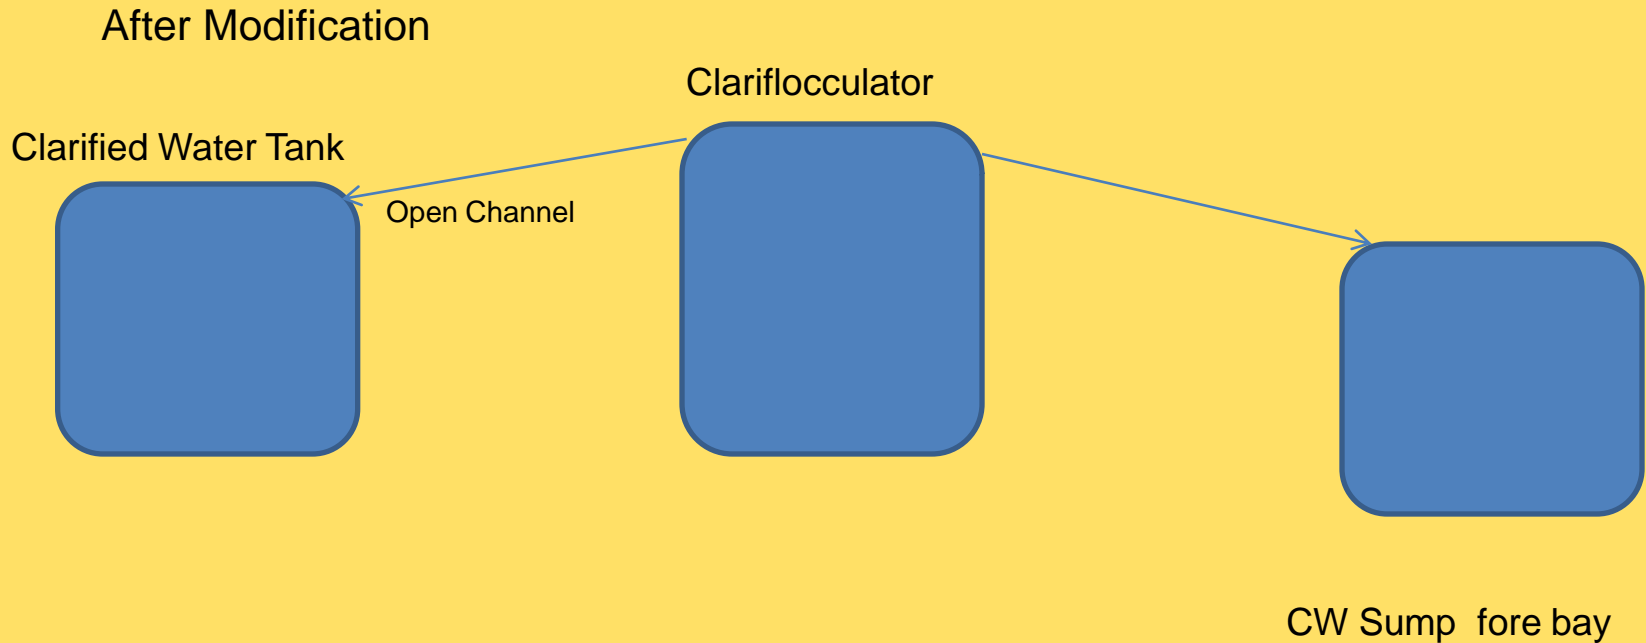 After Modification
Clariflocculator
Clarified Water Tank
Open Channel
CW Sump  fore bay